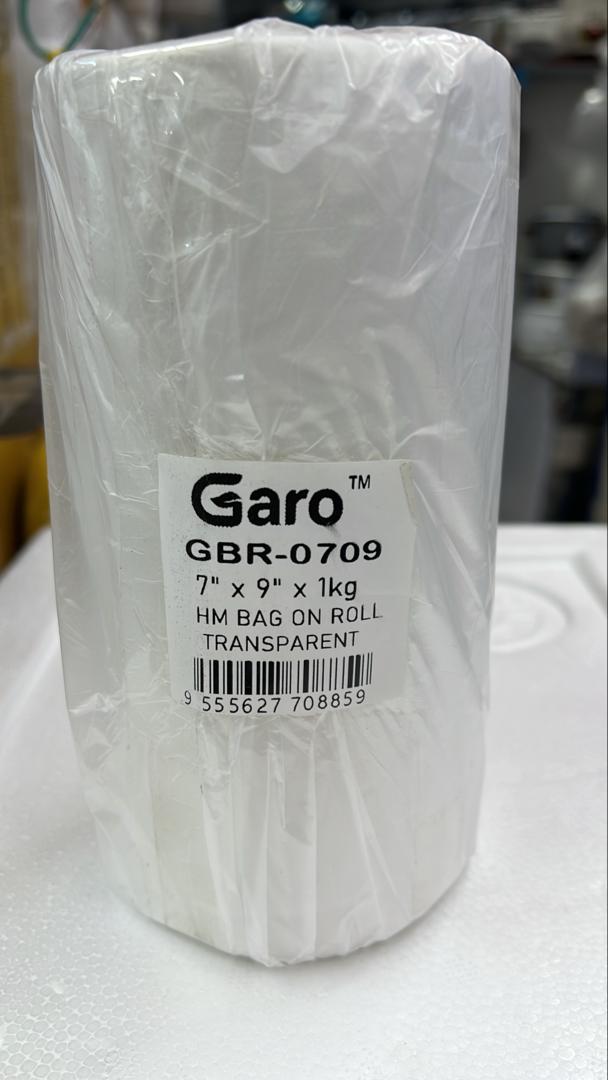 Garo™
GBR-0709
7" x 9" x 1kg
HM BAG ON ROLL
TRANSPARENT
9 555627 708859